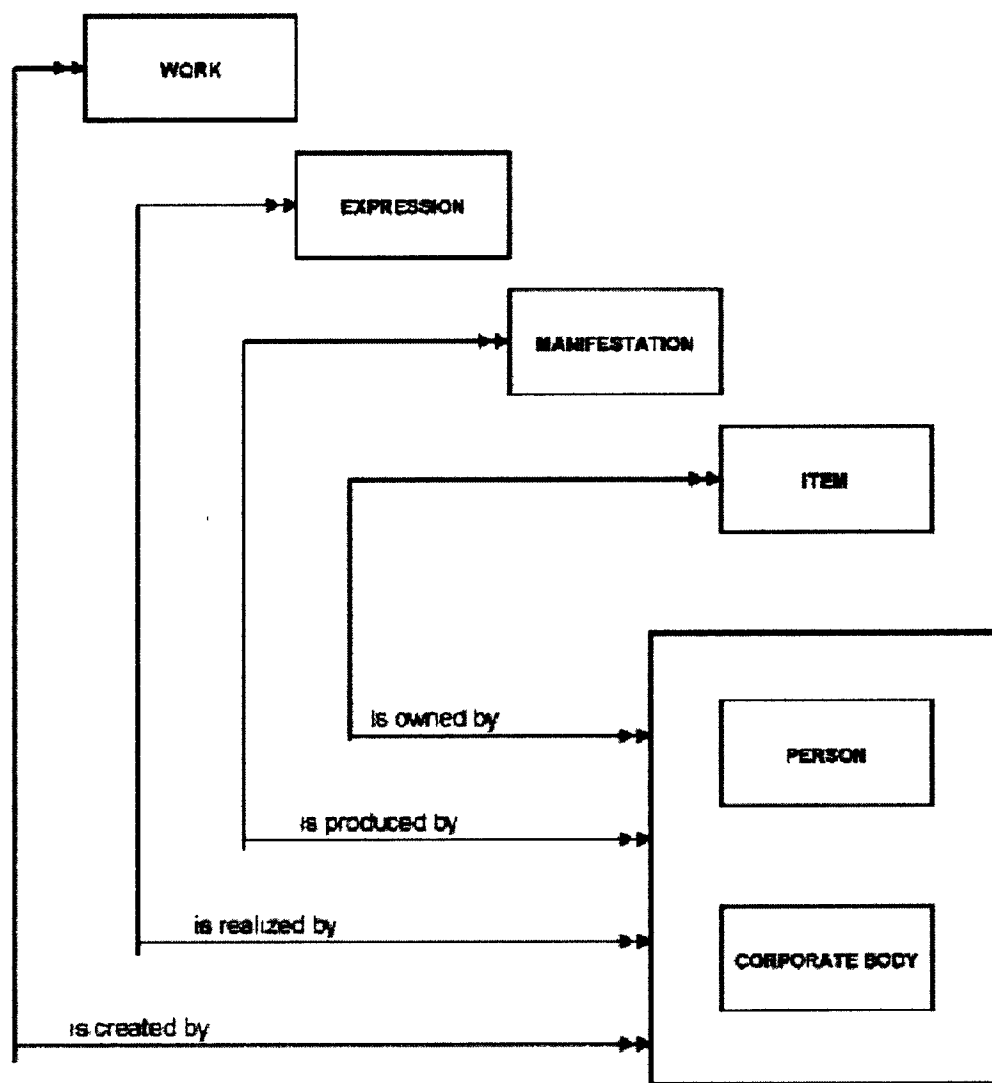 WORK
EXPRESSION
MANIFESTATION
ITEM
is owned by
PERSON
is produced by
is realized by
CORPORATE BODY
is created by